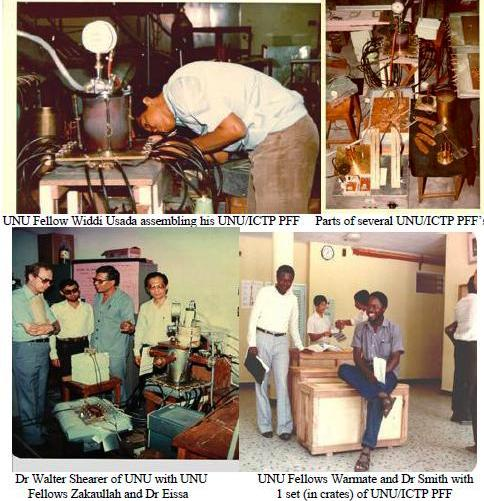 UNU Fellow Widdi Usada assembling his UNU/ICTP PFF
Parts of several UNU/ICTP PFF's
Dr Walter Shearer of UNU with UNU
Fellows Zakaullah and Dr Eissa
UNU Fellows Warmate and Dr Smith with
1 set (in crates) of UNU/ICTP PFF